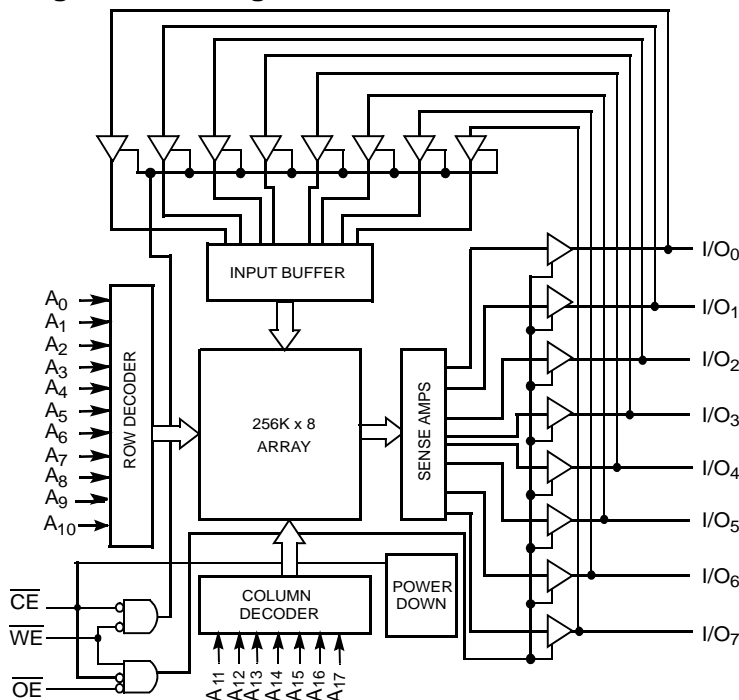 INPUT BUFFER
A0
A1
A2
A3
A4
A5
A6
A7
A8
A9
A10
ROW DECODER
256K x 8
ARRAY
SENSE AMPS
I/O0
I/O1
I/O2
I/O3
I/O4
I/O5
I/O6
I/O7
COLUMN
DECODER
POWER
DOWN
CE
WE
OE
A11
A12
A13
A14
A15
A16
A17